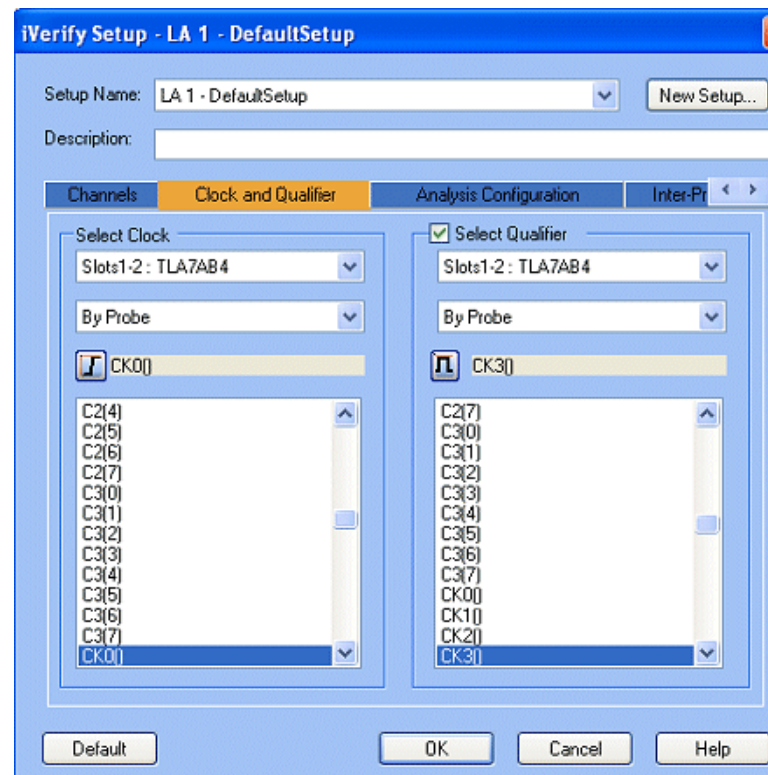 iVerify Setup - LA 1 - DefaultSetup
Setup Name: LA 1 - DefaultSetup New Setup...
Description:
Channels Clock and Qualifier Analysis Configuration Inter-Pr
Select Clock
Slots1-2 : TLA7AB4
By Probe
CK0()
C2(4)
C2(5)
C2(6)
C2(7)
C3(0)
C3(1)
C3(2)
C3(3)
C3(4)
C3(5)
C3(6)
C3(7)
CK0()
Select Qualifier
Slots1-2 : TLA7AB4
By Probe
CK3()
C2(7)
C3(0)
C3(1)
C3(2)
C3(3)
C3(4)
C3(5)
C3(6)
C3(7)
CK0()
CK1()
CK2()
CK3()
Default OK Cancel Help